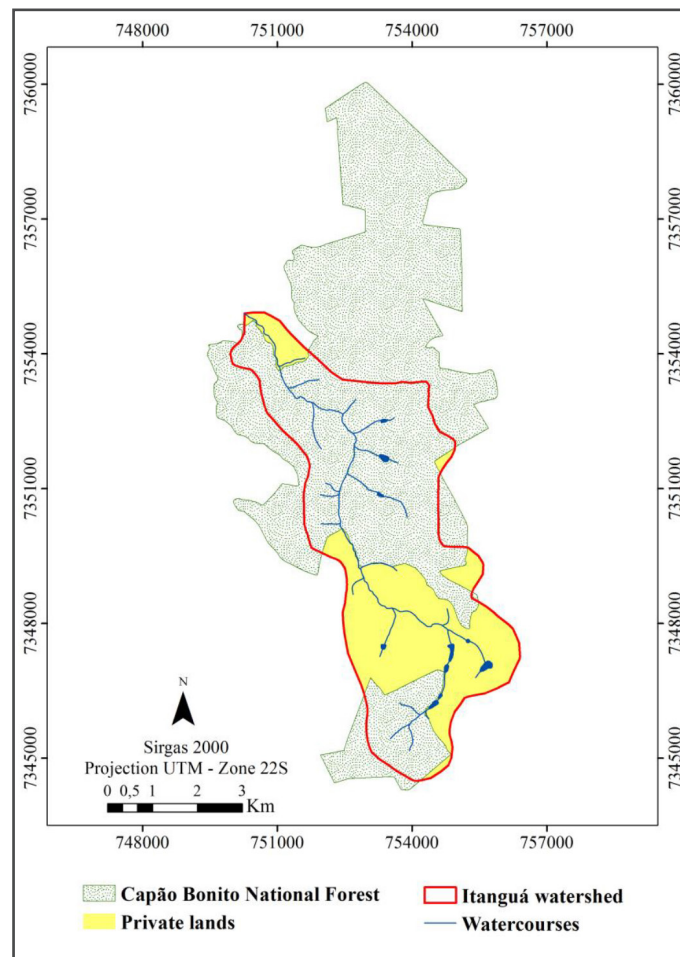 748000 751000 754000 757000
7360000 7360000
7357000 7357000
7354000 7354000
7351000 7351000
7348000 7348000
7345000 7345000
N
Sirgas 2000
Projection UTM - Zone 22S
0 0,5 1 2 3
Km
748000 751000 754000 757000
Capão Bonito National Forest Itanguá watershed
Private lands Watercourses